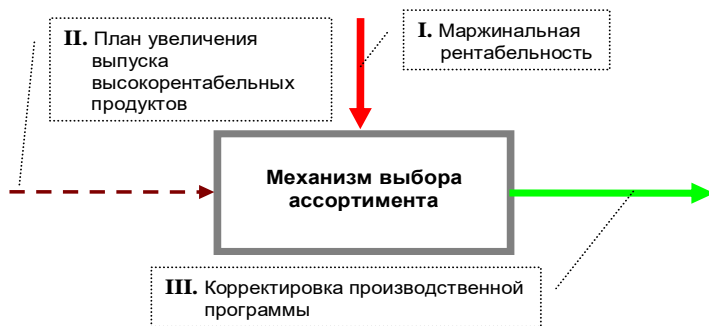 II. План увеличения
выпуска
высокорентабельных
продуктов
I. Маржинальная
рентабельность
Механизм выбора
ассортимента
III. Корректировка производственной
программы